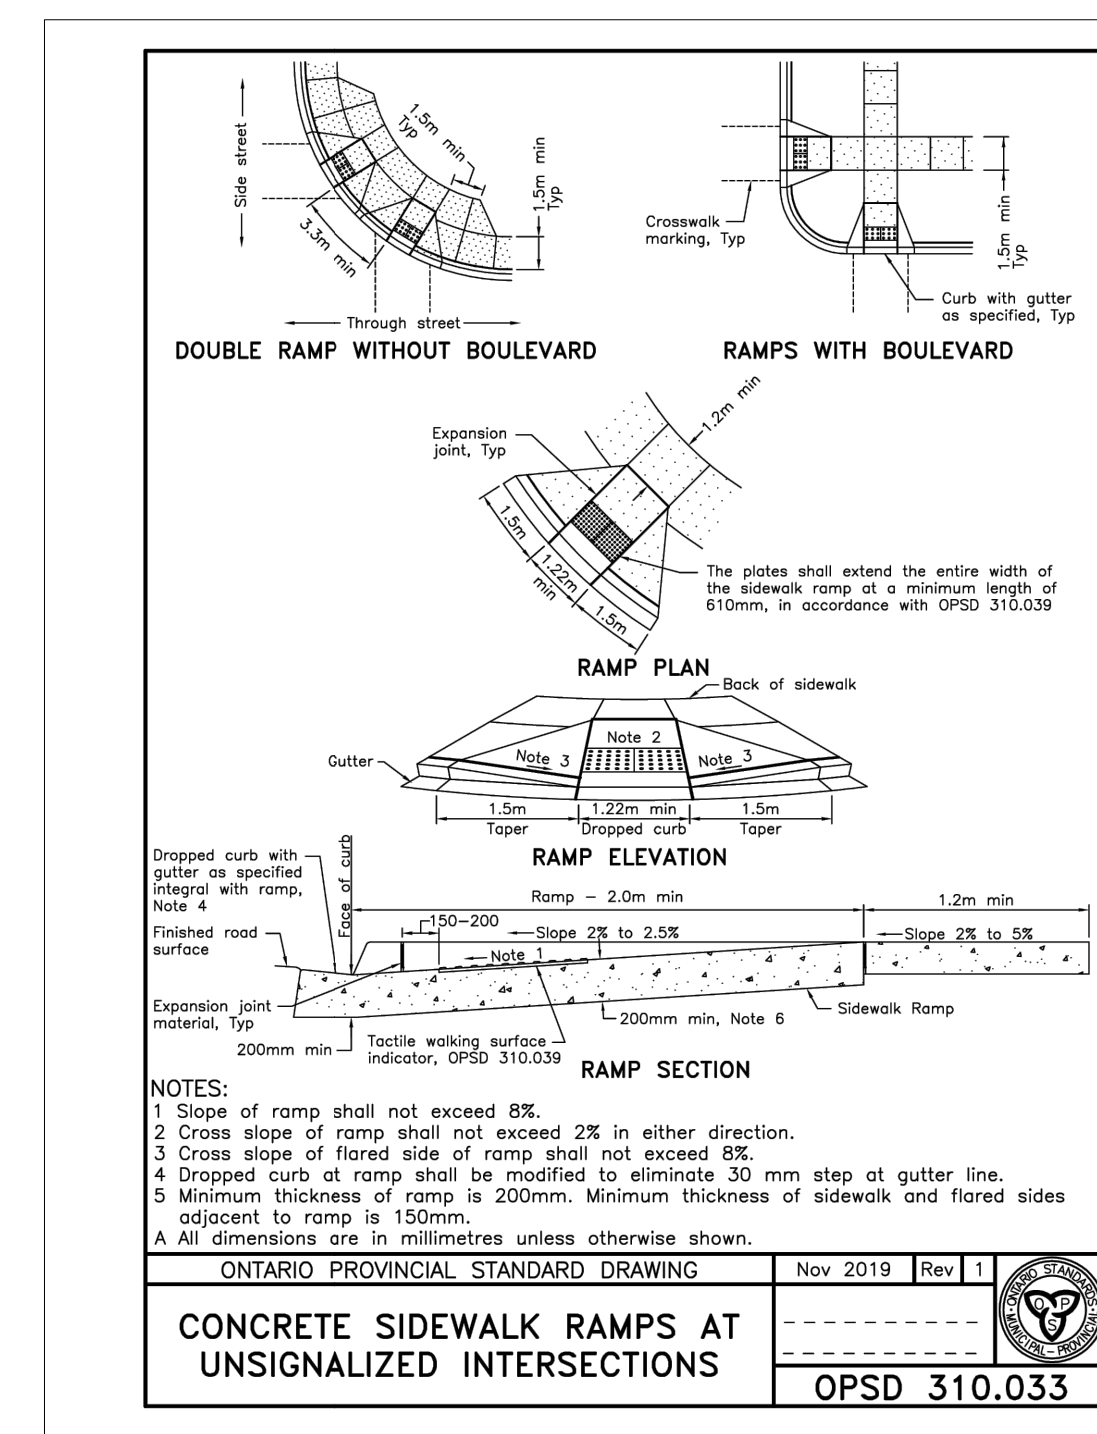 Side street
1.5m min
Typ
1.5m min
Typ
3.3m min
Through street
DOUBLE RAMP WITHOUT BOULEVARD
Crosswalk
marking, Typ
1.5m min
Typ
Curb with gutter
as specified, Typ
RAMPS WITH BOULEVARD
Expansion
joint, Typ
1.2m min
1.5m
1.22m
min
1.5m
The plates shall extend the entire width of
the sidewalk ramp at a minimum length of
610mm, in accordance with OPSD 310.039
RAMP PLAN
Back of sidewalk
Note 2
Note 3
Note 3
Gutter
1.5m
Taper
1.22m min
Dropped curb
1.5m
Taper
RAMP ELEVATION
Dropped curb with
gutter as specified
integral with ramp,
Note 4
Face of curb
Ramp – 2.0m min
1.2m min
150-200
Finished road
surface
Slope 2% to 2.5%
Slope 2% to 5%
Note 1
Expansion joint
material, Typ
Sidewalk Ramp
200mm min, Note 6
200mm min
Tactile walking surface
indicator, OPSD 310.039
RAMP SECTION
NOTES:
1 Slope of ramp shall not exceed 8%.
2 Cross slope of ramp shall not exceed 2% in either direction.
3 Cross slope of flared side of ramp shall not exceed 8%.
4 Dropped curb at ramp shall be modified to eliminate 30 mm step at gutter line.
5 Minimum thickness of ramp is 200mm. Minimum thickness of sidewalk and flared sides
adjacent to ramp is 150mm.
A All dimensions are in millimetres unless otherwise shown.
ONTARIO PROVINCIAL STANDARD DRAWING
Nov 2019
Rev
1
CONCRETE SIDEWALK RAMPS AT
UNSIGNALIZED INTERSECTIONS
ONTARIO STANDARDS
MUNICIPAL–PROVINCIAL
O P
S
OPSD 310.033